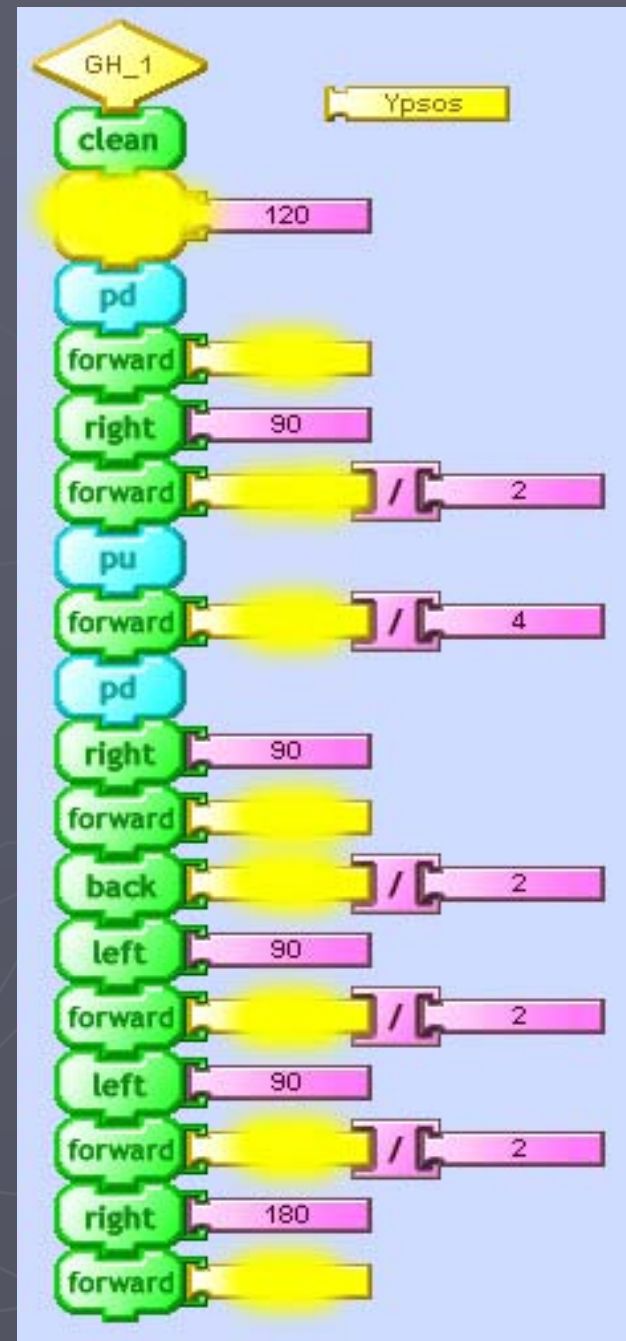 GH_1
Ypsos
clean
120
pd
forward
right 90
forward / 2
pu
forward / 4
pd
right 90
forward
back / 2
left 90
forward / 2
left 90
forward / 2
right 180
forward